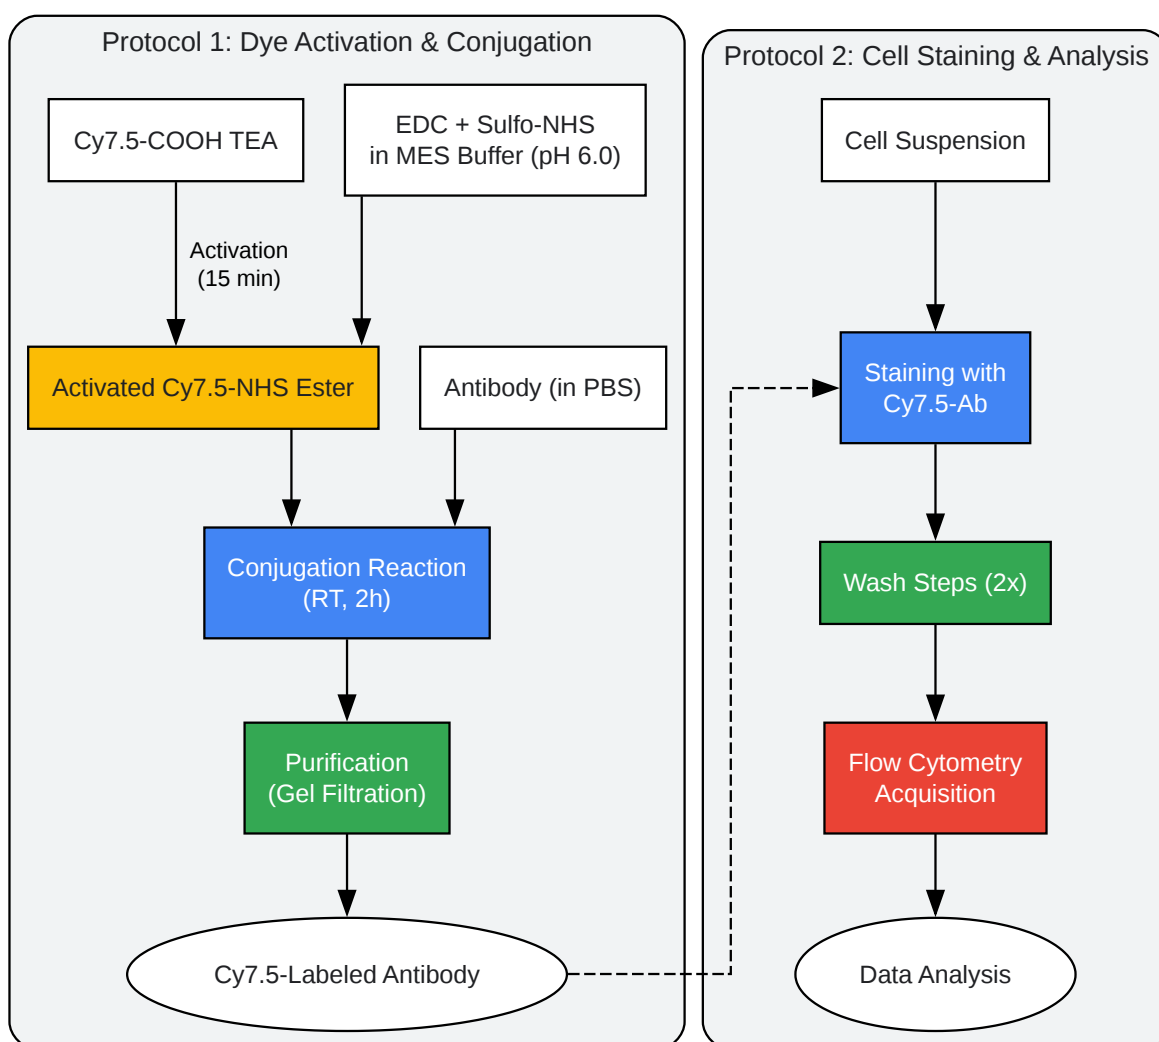 Protocol 1: Dye Activation & Conjugation
Cy7.5-COOH TEA
EDC + Sulfo-NHS
in MES Buffer (pH 6.0)
Activation
(15 min)
Activated Cy7.5-NHS Ester
Antibody (in PBS)
Conjugation Reaction
(RT, 2h)
Purification
(Gel Filtration)
Cy7.5-Labeled Antibody
Protocol 2: Cell Staining & Analysis
Cell Suspension
Staining with
Cy7.5-Ab
Wash Steps (2x)
Flow Cytometry
Acquisition
Data Analysis